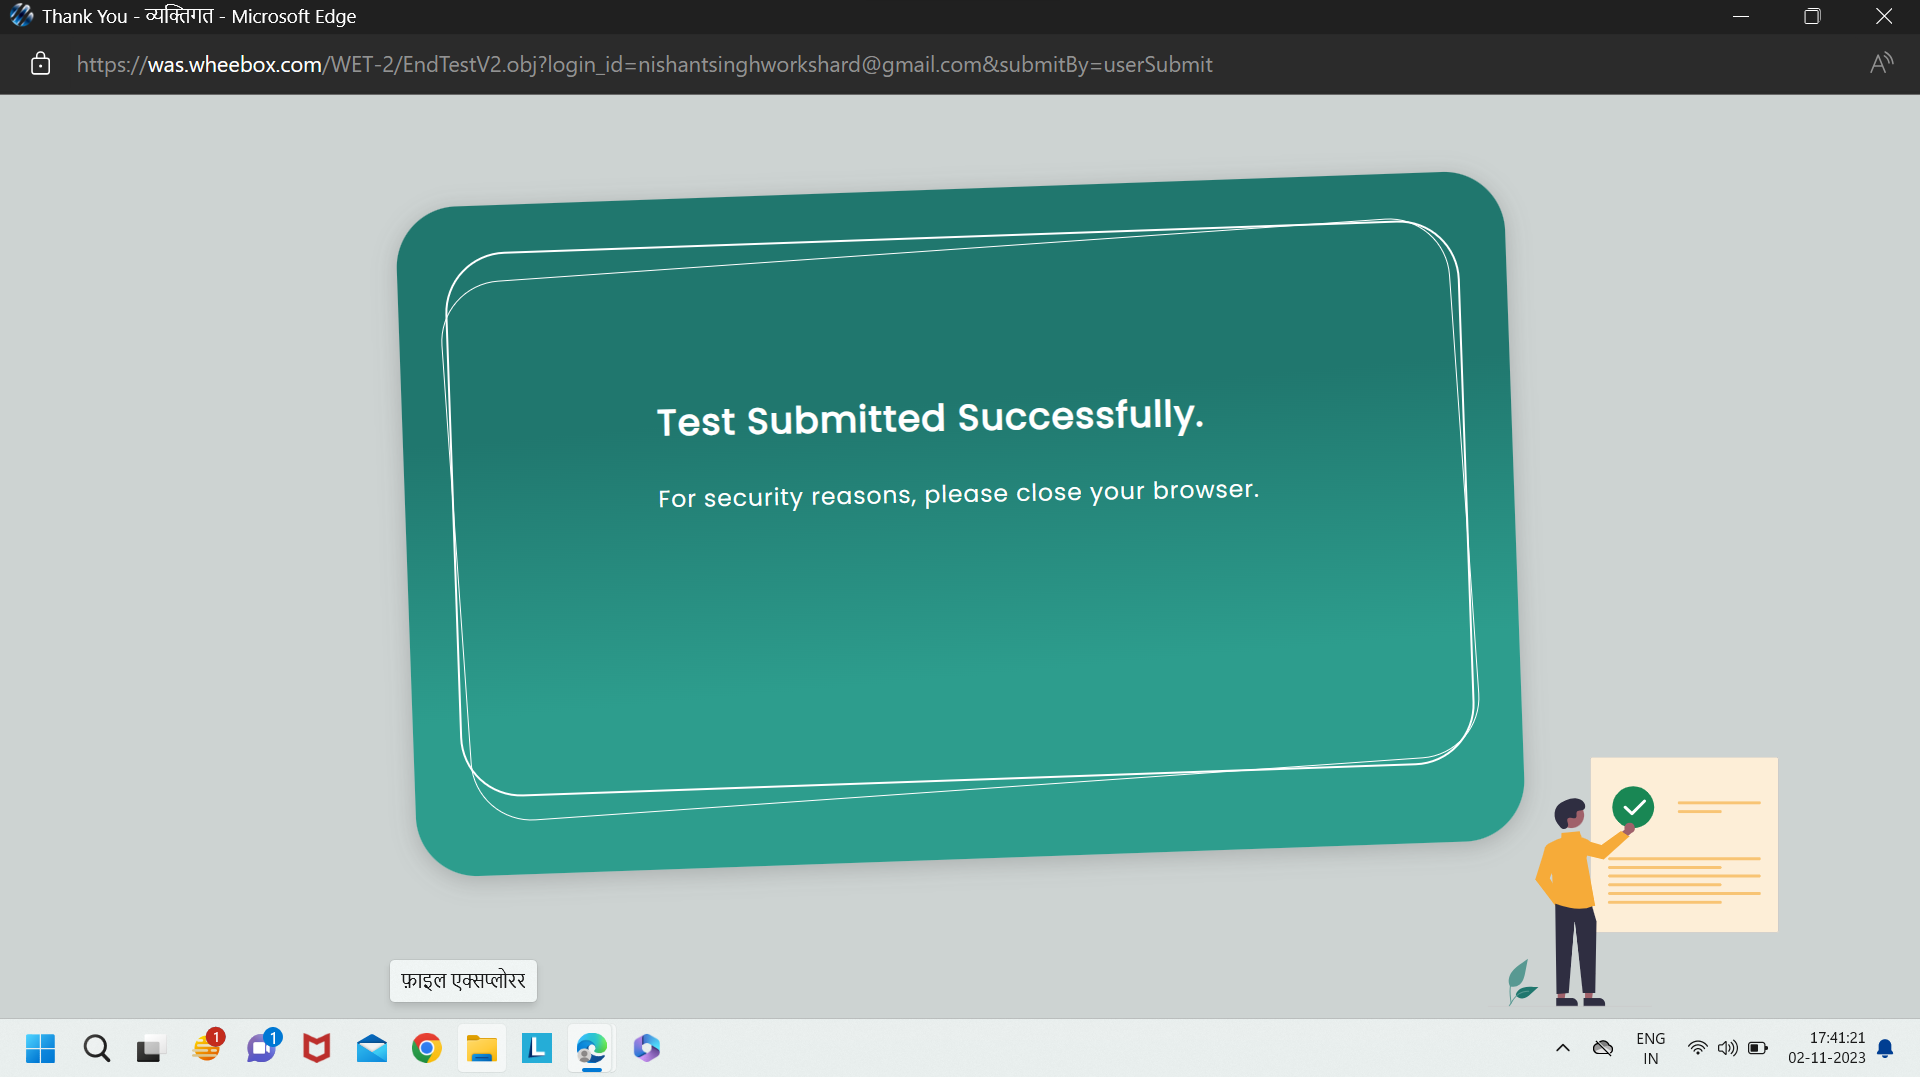 Thank You - व्यक्तिगत - Microsoft Edge
https://was.wheebox.com/WET-2/EndTestV2.obj?login_id=nishantsinghworkshard@gmail.com&submitBy=userSubmit
Test Submitted Successfully.
For security reasons, please close your browser.
फ़ाइल एक्सप्लोरर
1
1
L
ENG
IN
17:41:21
02-11-2023